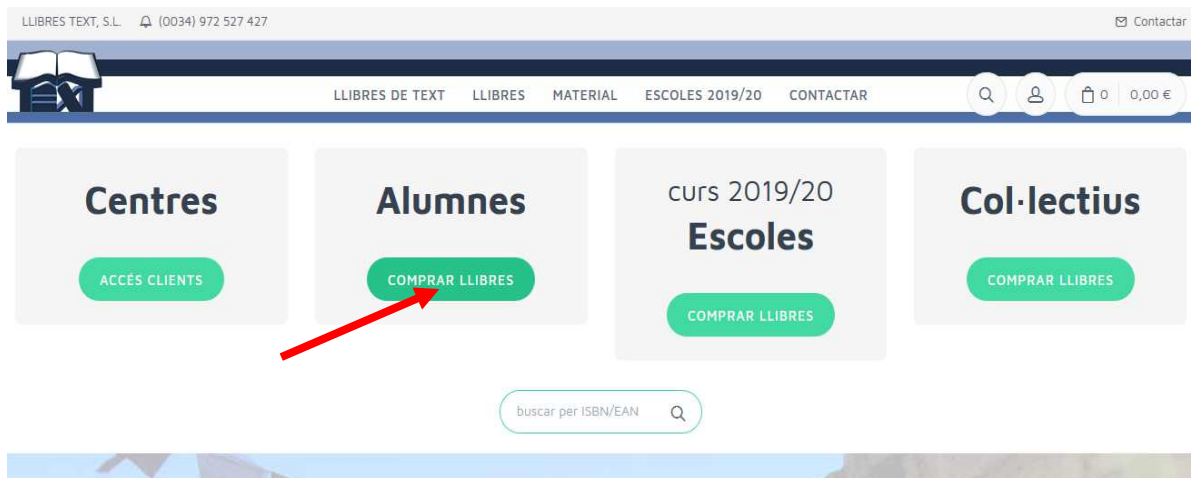 LLIBRES TEXT, S.L. (0034) 972 527 427 Contactar
TEXT
LLIBRES DE TEXT LLIBRES MATERIAL ESCOLES 2019/20 CONTACTAR 0 0,00 €
Centres
ACCÉS CLIENTS
Alumnes
COMPRAR LLIBRES
curs 2019/20
Escoles
COMPRAR LLIBRES
Col·lectius
COMPRAR LLIBRES
buscar per ISBN/EAN